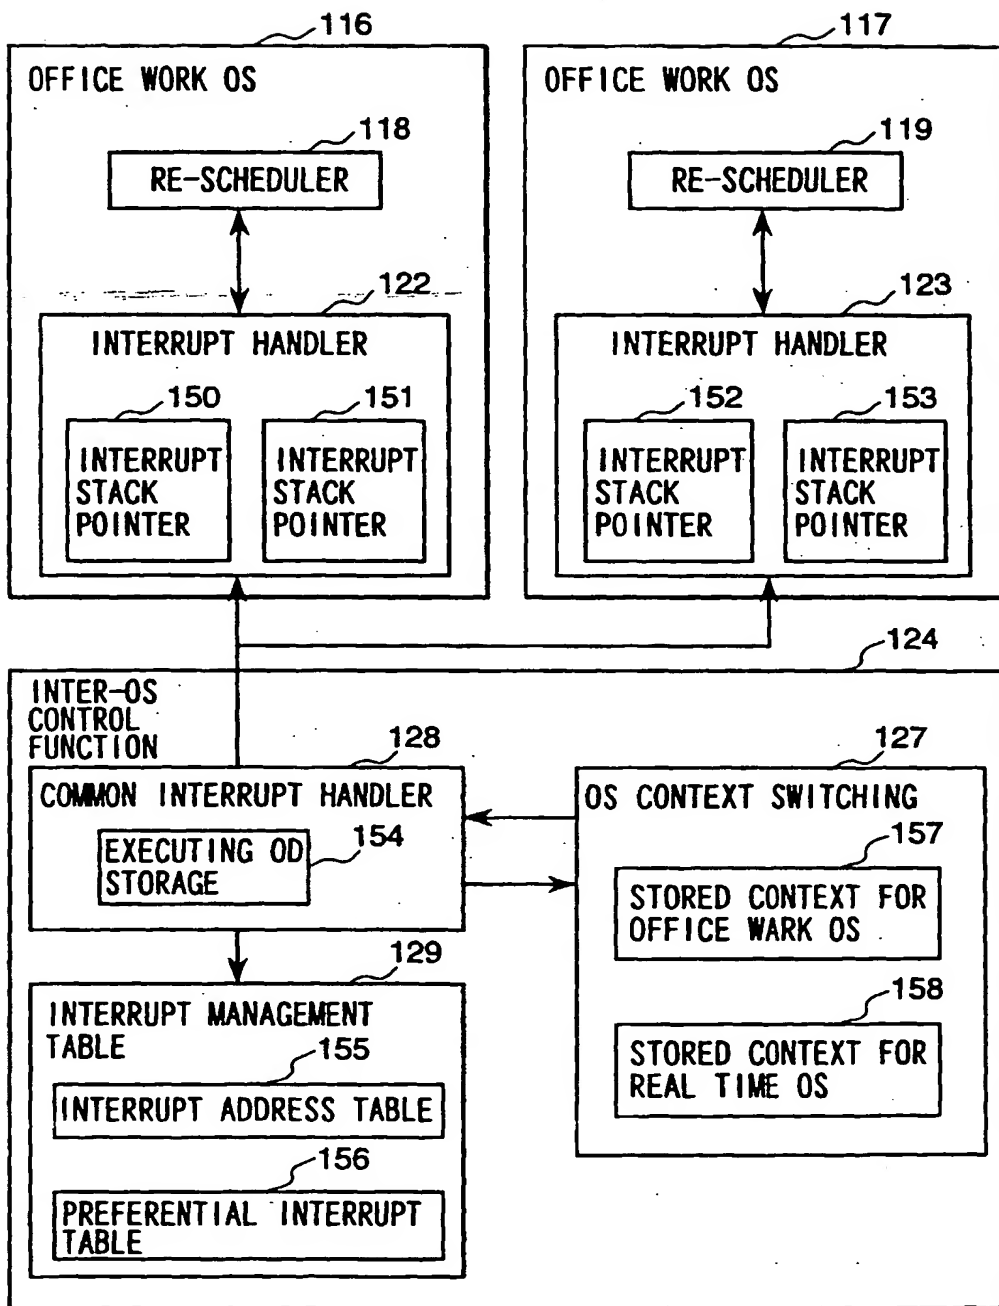 116
OFFICE WORK OS
118
RE-SCHEDULER
122
INTERRUPT HANDLER
150
INTERRUPT
STACK
POINTER
151
INTERRUPT
STACK
POINTER
117
OFFICE WORK OS
119
RE-SCHEDULER
123
INTERRUPT HANDLER
152
INTERRUPT
STACK
POINTER
153
INTERRUPT
STACK
POINTER
124
INTER-OS
CONTROL
FUNCTION
128
COMMON INTERRUPT HANDLER
154
EXECUTING OD
STORAGE
129
INTERRUPT MANAGEMENT
TABLE
155
INTERRUPT ADDRESS TABLE
156
PREFERENTIAL INTERRUPT
TABLE
127
OS CONTEXT SWITCHING
157
STORED CONTEXT FOR
OFFICE WARK OS
158
STORED CONTEXT FOR
REAL TIME OS